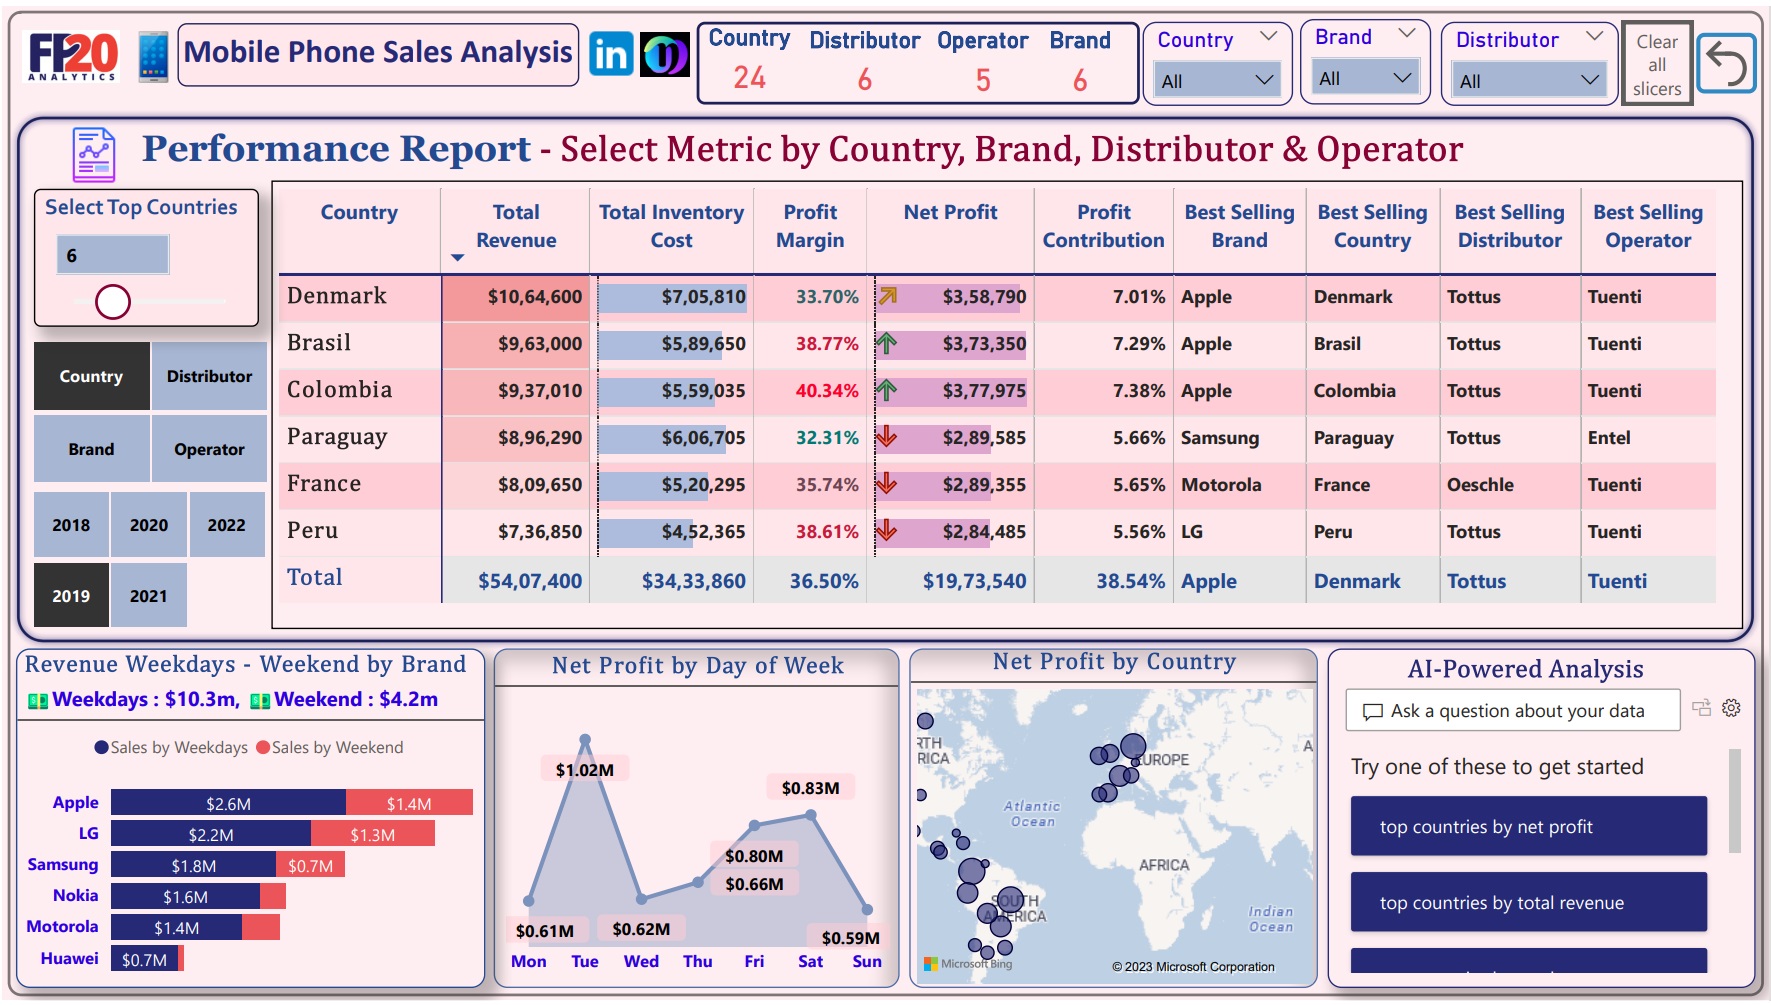 FP20
ANALYTICS
Mobile Phone Sales Analysis
in
Country Distributor Operator Brand
24 6 5 6
Country
All
Brand
All
Distributor
All
Clear
all
slicers
Performance Report - Select Metric by Country, Brand, Distributor & Operator
Select Top Countries
6
Country Distributor
Brand Operator
2018 2020 2022
2019 2021
Country Total Revenue Total Inventory Cost Profit Margin Net Profit Profit Contribution Best Selling Brand Best Selling Country Best Selling Distributor Best Selling Operator
Denmark $10,64,600 $7,05,810 33.70% $3,58,790 7.01% Apple Denmark Tottus Tuenti
Brasil $9,63,000 $5,89,650 38.77% $3,73,350 7.29% Apple Brasil Tottus Tuenti
Colombia $9,37,010 $5,59,035 40.34% $3,77,975 7.38% Apple Colombia Tottus Tuenti
Paraguay $8,96,290 $6,06,705 32.31% $2,89,585 5.66% Samsung Paraguay Tottus Entel
France $8,09,650 $5,20,295 35.74% $2,89,355 5.65% Motorola France Oeschle Tuenti
Peru $7,36,850 $4,52,365 38.61% $2,84,485 5.56% LG Peru Tottus Tuenti
Total $54,07,400 $34,33,860 36.50% $19,73,540 38.54% Apple Denmark Tottus Tuenti
Revenue Weekdays - Weekend by Brand
Weekdays : $10.3m, Weekend : $4.2m
Sales by Weekdays Sales by Weekend
Apple $2.6M $1.4M
LG $2.2M $1.3M
Samsung $1.8M $0.7M
Nokia $1.6M
Motorola $1.4M
Huawei $0.7M
Net Profit by Day of Week
$1.02M
$0.83M
$0.80M
$0.66M
$0.61M $0.62M $0.59M
Mon Tue Wed Thu Fri Sat Sun
Net Profit by Country
RTH
RICA
EUROPE
A
Atlantic
Ocean
AFRICA
SOUTH
AMERICA
Indian
Ocean
Microsoft Bing
© 2023 Microsoft Corporation
AI-Powered Analysis
Ask a question about your data
Try one of these to get started
top countries by net profit
top countries by total revenue